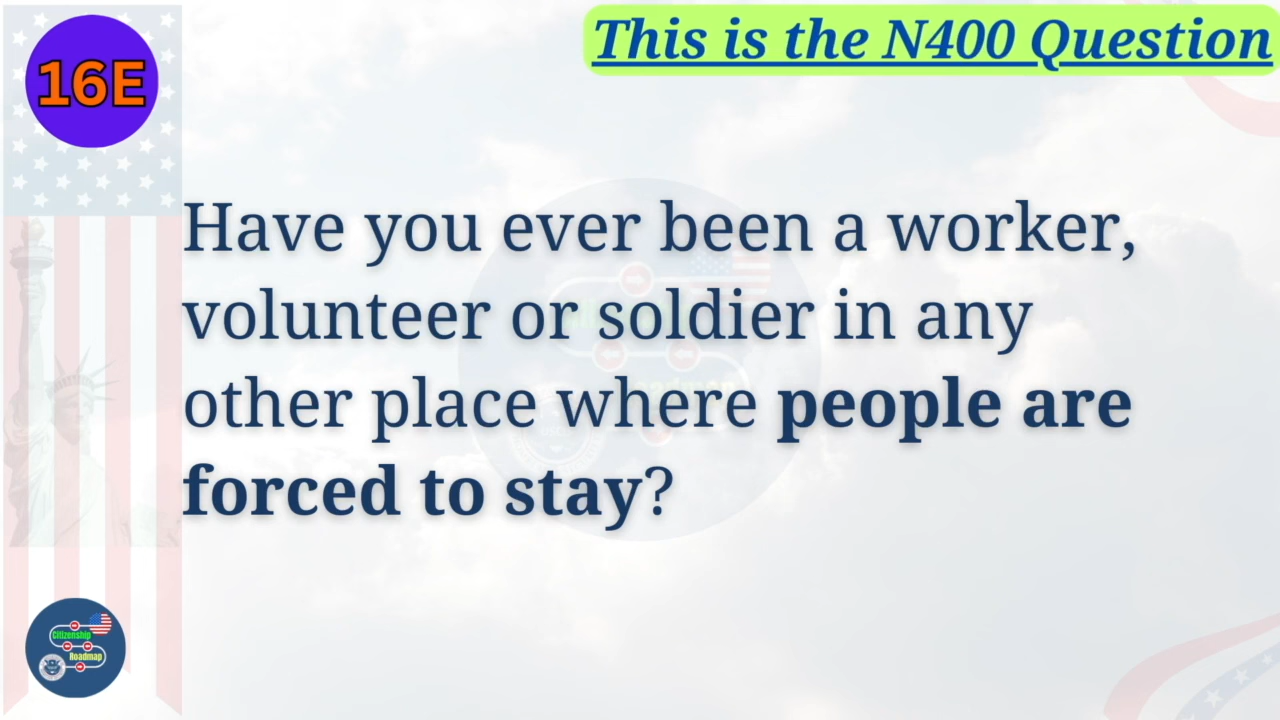 16E
This is the N400 Question
Have you ever been a worker,
volunteer or soldier in any
other place where people are
forced to stay?
Citizenship
Roadmap